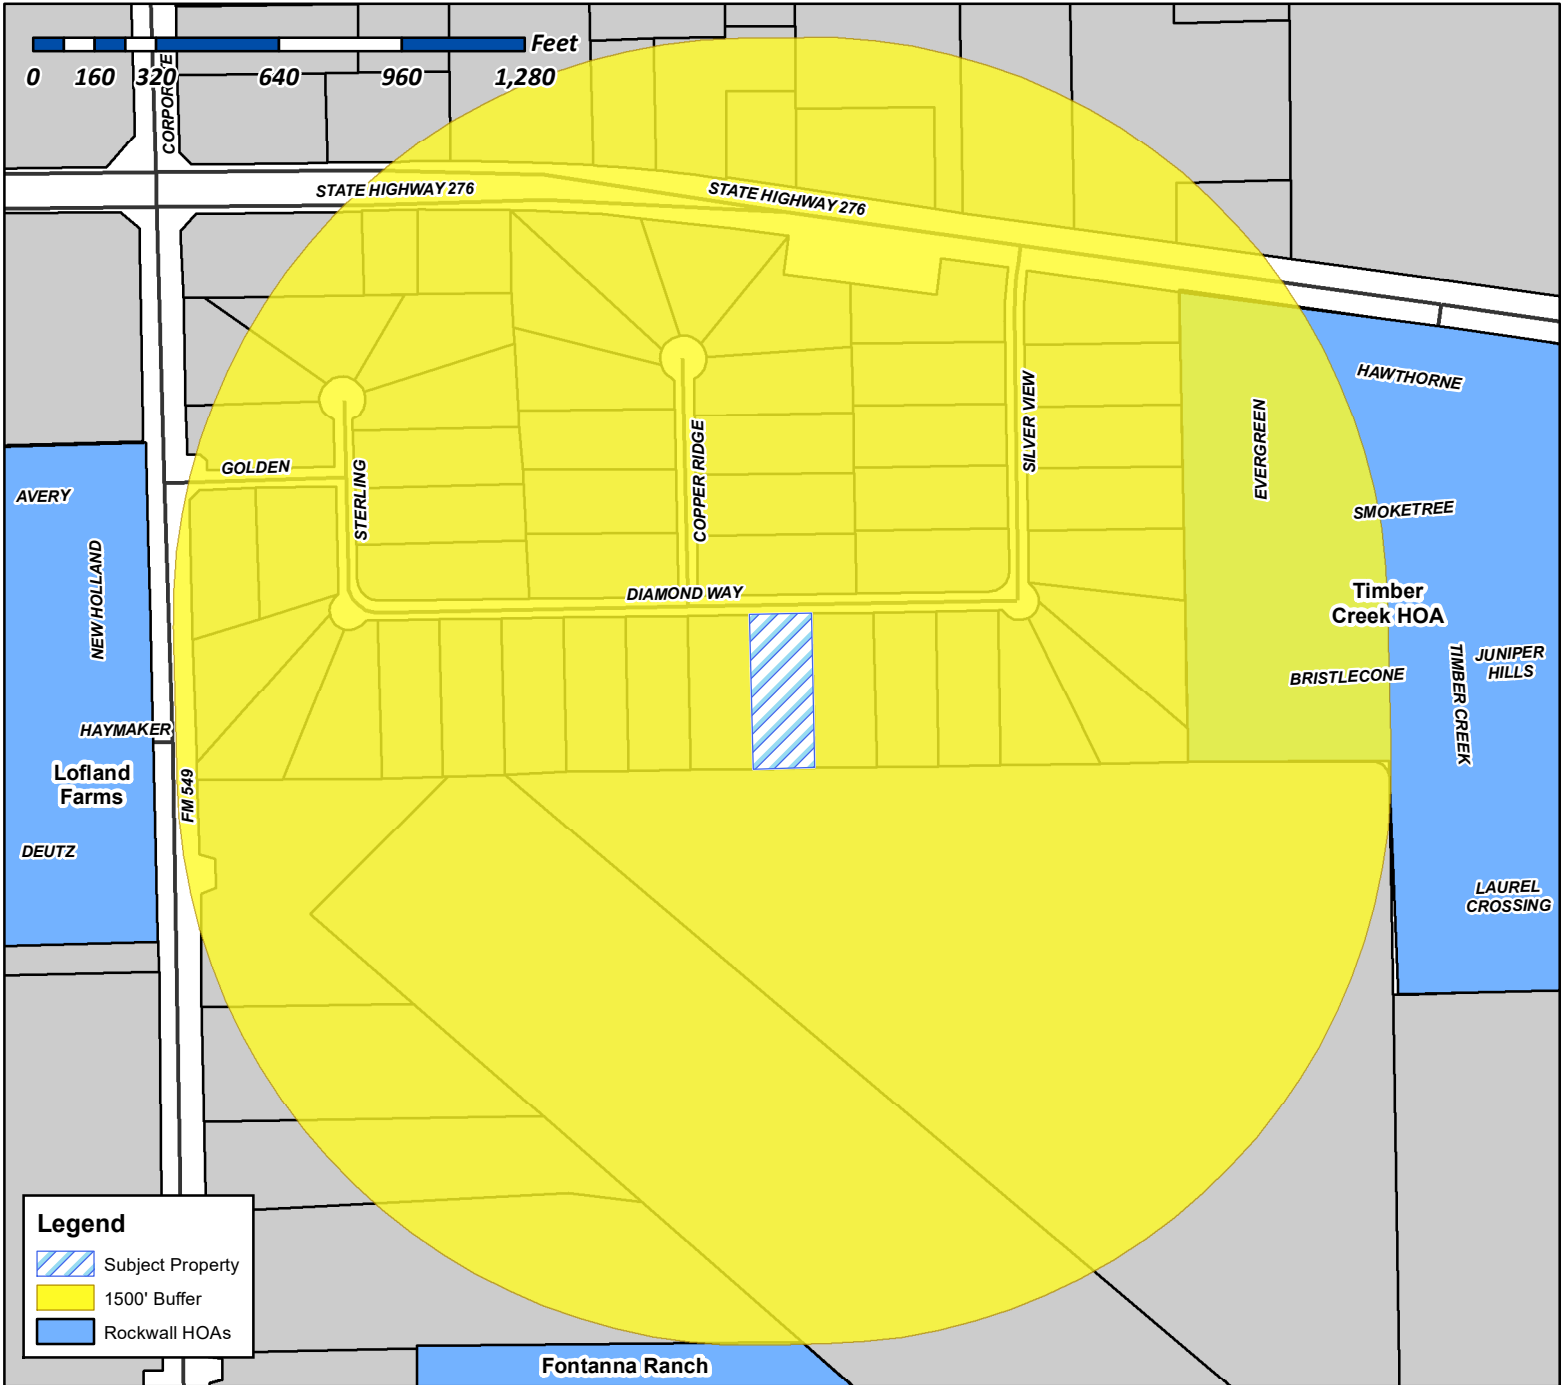 Feet
0 160 320 640 960 1,280
STATE HIGHWAY 276
STATE HIGHWAY 276
HAWTHORNE
EVERGREEN
SILVER VIEW
COPPER RIDGE
GOLDEN
STERLING
AVERY
NEW HOLLAND
SMOKETREE
DIAMOND WAY
Timber
Creek HOA
JUNIPER
HILLS
TIMBER CREEK
BRISTLECONE
HAYMAKER
Lofland
Farms
FM 549
DEUTZ
LAUREL
CROSSING
Legend
Subject Property
1500' Buffer
Rockwall HOAs
Fontanna Ranch